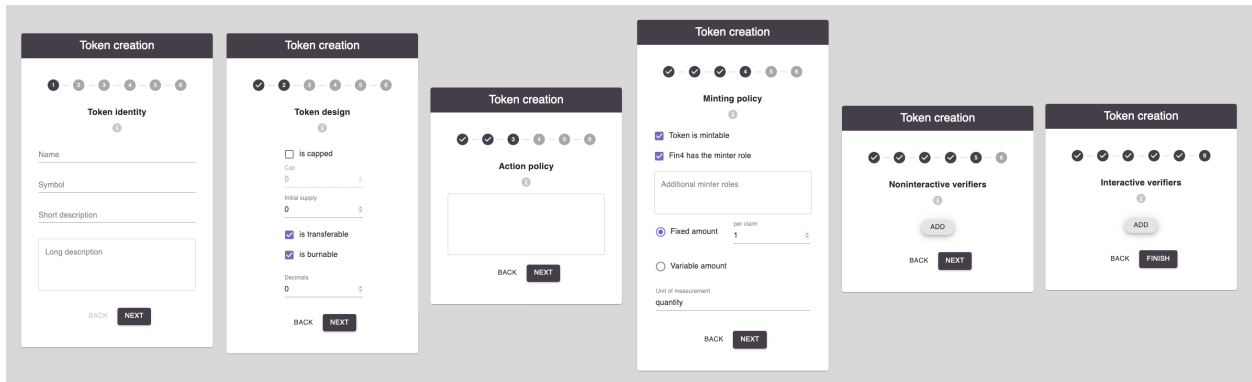 Token creation
1 2 3 4 5 6
Token identity
Name
Symbol
Short description
Long description
BACK NEXT
Token creation
2 3 4 5 6
Token design
is capped
Cap
0
Initial supply
0
is transferable
is burnable
Decimals
0
BACK NEXT
Token creation
3 4 5 6
Action policy
BACK NEXT
Token creation
4 5 6
Minting policy
Token is mintable
Fin4 has the minter role
Additional minter roles
Fixed amount
per claim
1
Variable amount
Unit of measurement
quantity
BACK NEXT
Token creation
5 6
Noninteractive verifiers
ADD
BACK NEXT
Token creation
6
Interactive verifiers
ADD
BACK FINISH